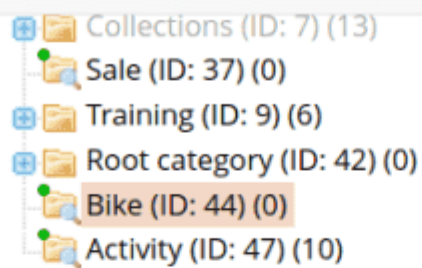 Collections (ID: 7) (13)
Sale (ID: 37) (0)
Training (ID: 9) (6)
Root category (ID: 42) (0)
Bike (ID: 44) (0)
Activity (ID: 47) (10)